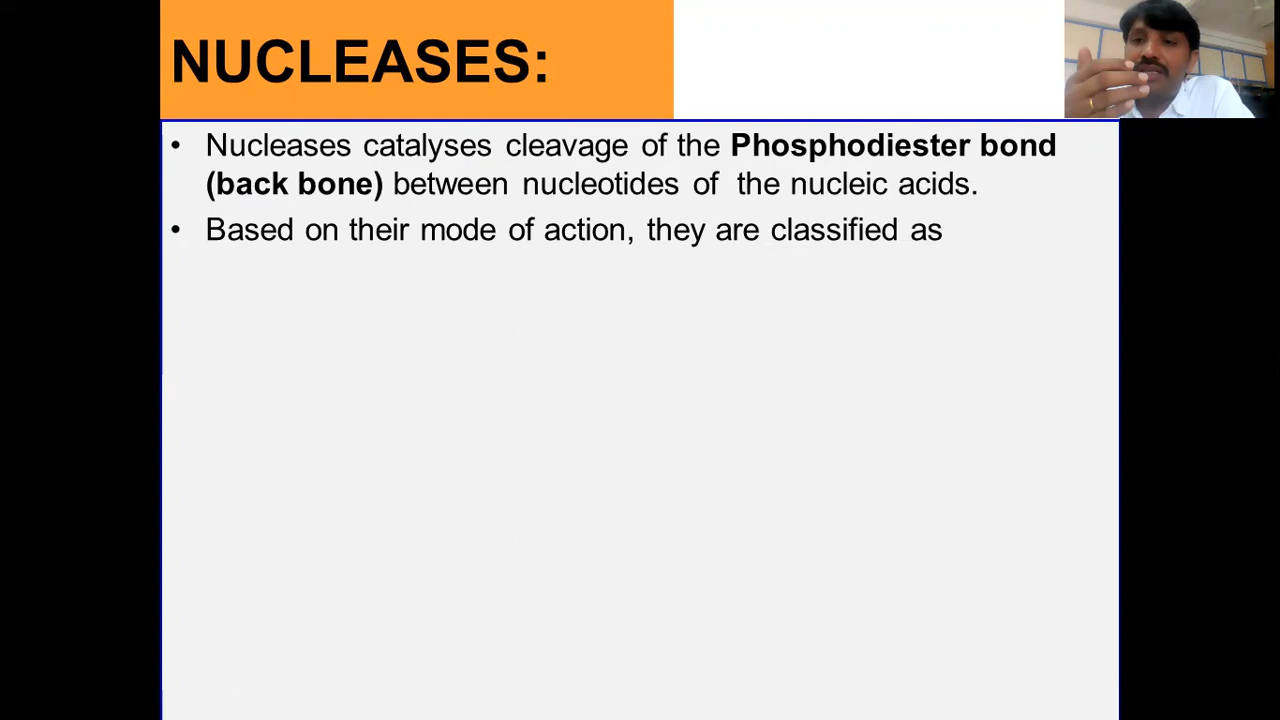 NUCLEASES:
• Nucleases catalyses cleavage of the Phosphodiester bond
(back bone) between nucleotides of the nucleic acids.
• Based on their mode of action, they are classified as